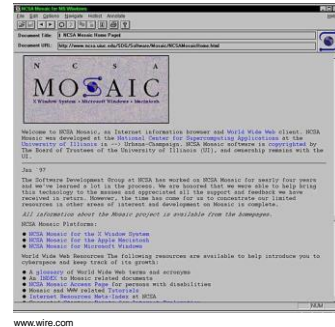 NCSA Mosaic for MS Windows
File Edit Options Navigate Hotlist Annotate
Document Title: NCSA Mosaic Home Page
Document URL: http://www.ncsa.uiuc.edu/SDG/Software/Mosaic/NCSAMosaicHome.html
N C S A
MOSAIC
X Window System • Microsoft Windows • Macintosh
Welcome to NCSA Mosaic, an Internet information browser and World Wide Web client. NCSA
Mosaic was developed at the National Center for Supercomputing Applications at the
University of Illinois in --> Urbana-Champaign. NCSA Mosaic software is copyrighted by
The Board of Trustees of the University of Illinois (UI), and ownership remains with the
UI.
Jan '97
The Software Development Group at NCSA has worked on NCSA Mosaic for nearly four years
and we've learned a lot in the process. We are honored that we were able to help bring
this technology to the masses and appreciated all the support and feedback we have
received in return. However, the time has come for us to concentrate our limited
resources in other areas of interest and development on Mosaic is complete.
All information about the Mosaic project is available from the homepages.
NCSA Mosaic Platforms:
• NCSA Mosaic for the X Window System
• NCSA Mosaic for the Apple Macintosh
• NCSA Mosaic for Microsoft Windows
World Wide Web Resources The following resources are available to help introduce you to
cyberspace and keep track of its growth:
• A glossary of World Wide Web terms and acronyms
• An INDEX to Mosaic related documents
• NCSA Mosaic Access Page for persons with disabilities
• Mosaic and WWW related Tutorials
• Internet Resources Meta-Index at NCSA
NUM
www.wire.com